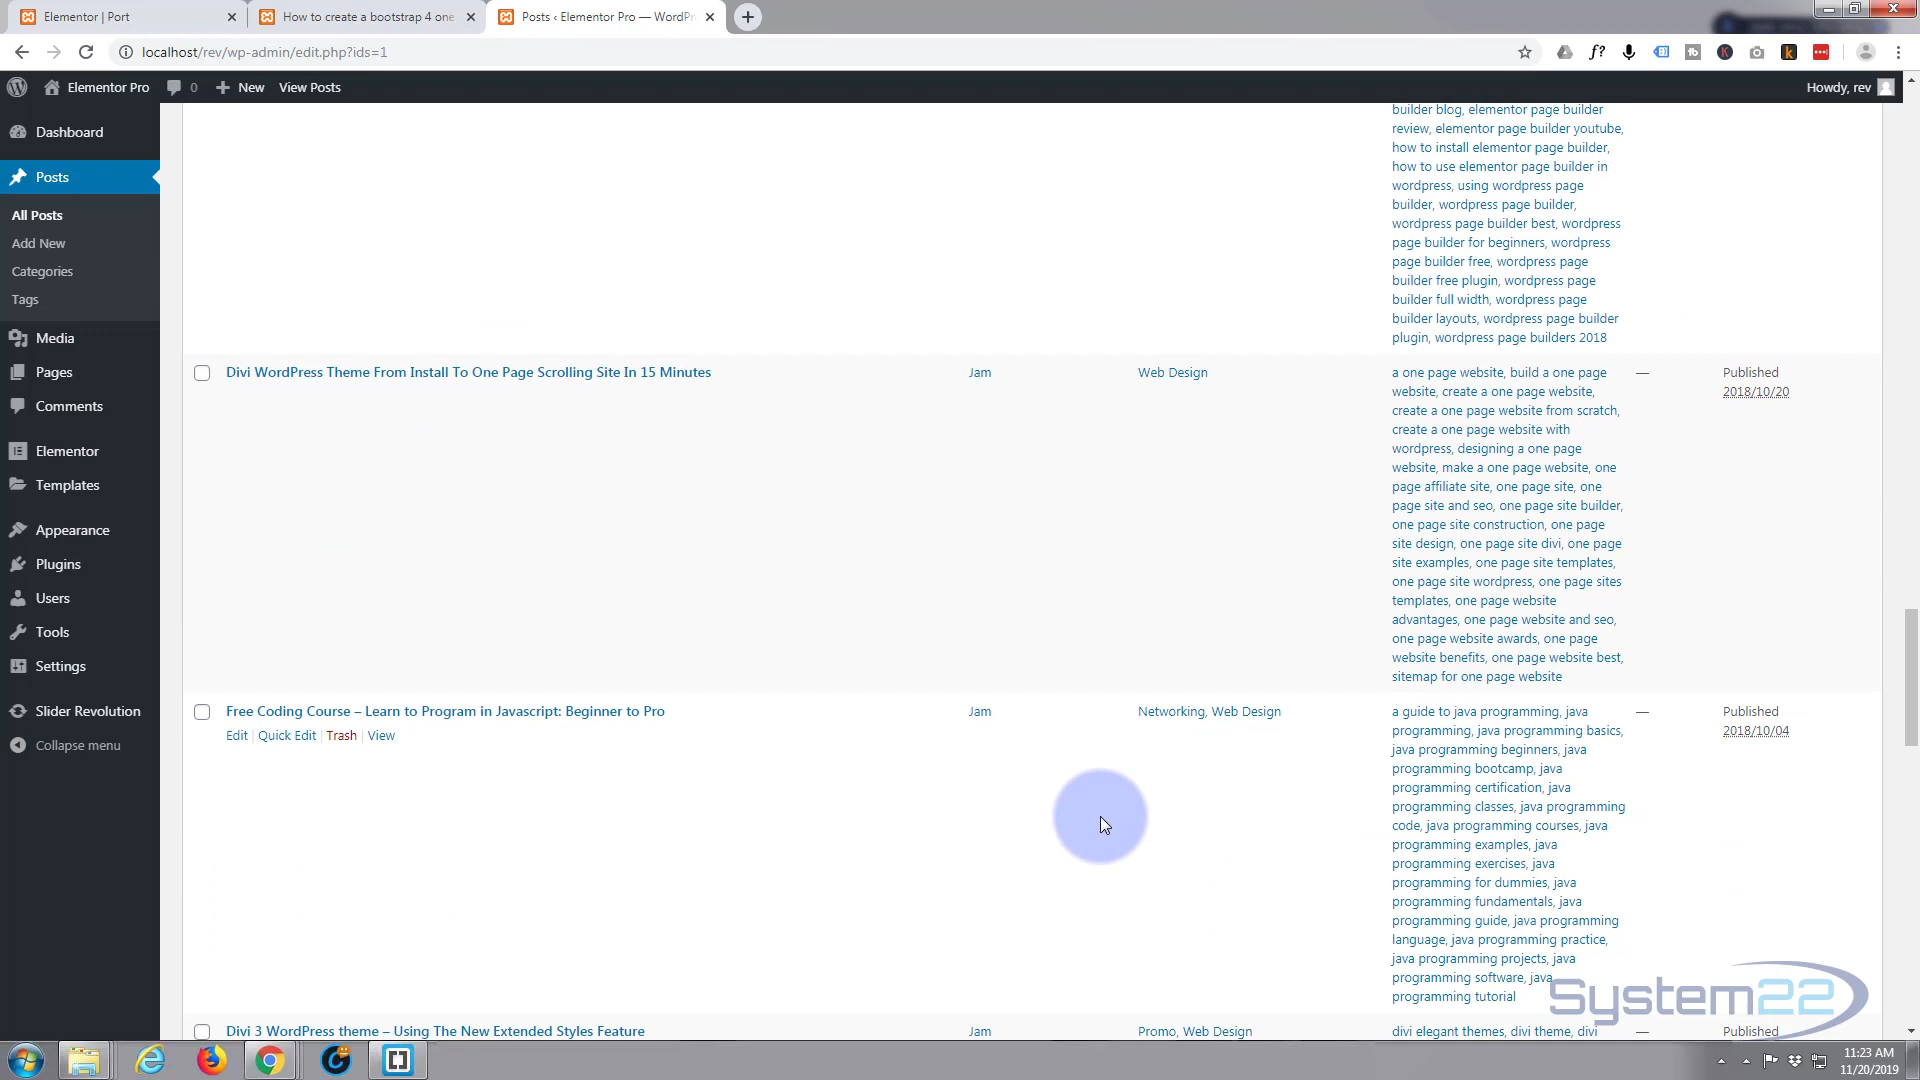 Elementor | Port
How to create a bootstrap 4 one
Posts ‹ Elementor Pro — WordPr
localhost/rev/wp-admin/edit.php?ids=1
Elementor Pro
0
New
View Posts
Howdy, rev
Dashboard
Posts
All Posts
Add New
Categories
Tags
Media
Pages
Comments
Elementor
Templates
Appearance
Plugins
Users
Tools
Settings
Slider Revolution
Collapse menu
builder blog, elementor page builder
review, elementor page builder youtube,
how to install elementor page builder,
how to use elementor page builder in
wordpress, using wordpress page
builder, wordpress page builder,
wordpress page builder best, wordpress
page builder for beginners, wordpress
page builder free, wordpress page
builder free plugin, wordpress page
builder full width, wordpress page
builder layouts, wordpress page builder
plugin, wordpress page builders 2018
Divi WordPress Theme From Install To One Page Scrolling Site In 15 Minutes
Jam
Web Design
a one page website, build a one page
website, create a one page website,
create a one page website from scratch,
create a one page website with
wordpress, designing a one page
website, make a one page website, one
page affiliate site, one page site, one
page site and seo, one page site builder,
one page site construction, one page
site design, one page site divi, one page
site examples, one page site templates,
one page site wordpress, one page sites
templates, one page website
advantages, one page website and seo,
one page website awards, one page
website benefits, one page website best,
sitemap for one page website
—
Published
2018/10/20
Free Coding Course – Learn to Program in Javascript: Beginner to Pro
Edit | Quick Edit | Trash | View
Jam
Networking, Web Design
a guide to java programming, java
programming, java programming basics,
java programming beginners, java
programming bootcamp, java
programming certification, java
programming classes, java programming
code, java programming courses, java
programming examples, java
programming exercises, java
programming for dummies, java
programming fundamentals, java
programming guide, java programming
language, java programming practice,
java programming projects, java
programming software, java
programming tutorial
—
Published
2018/10/04
Divi 3 WordPress theme – Using The New Extended Styles Feature
Jam
Promo, Web Design
divi elegant themes, divi theme, divi
—
Published
System22
11:23 AM
11/20/2019